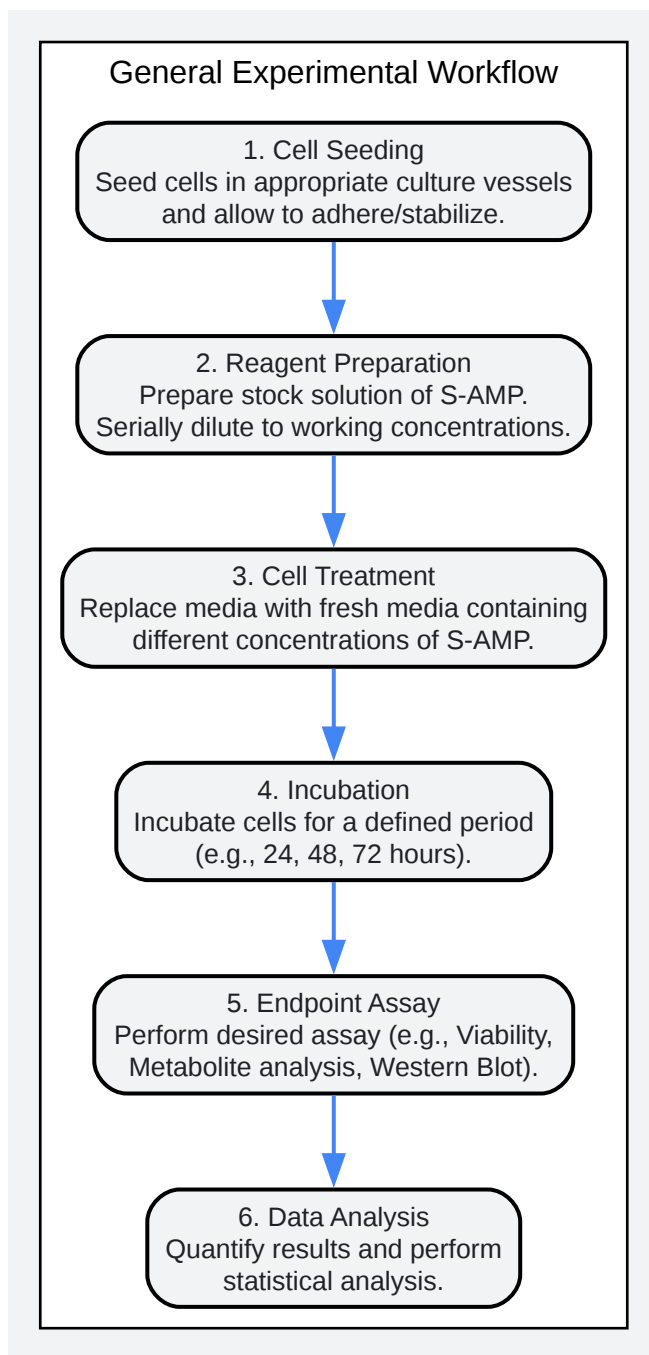 General Experimental Workflow
1. Cell Seeding
Seed cells in appropriate culture vessels
and allow to adhere/stabilize.
2. Reagent Preparation
Prepare stock solution of S-AMP.
Serially dilute to working concentrations.
3. Cell Treatment
Replace media with fresh media containing
different concentrations of S-AMP.
4. Incubation
Incubate cells for a defined period
(e.g., 24, 48, 72 hours).
5. Endpoint Assay
Perform desired assay (e.g., Viability,
Metabolite analysis, Western Blot).
6. Data Analysis
Quantify results and perform
statistical analysis.